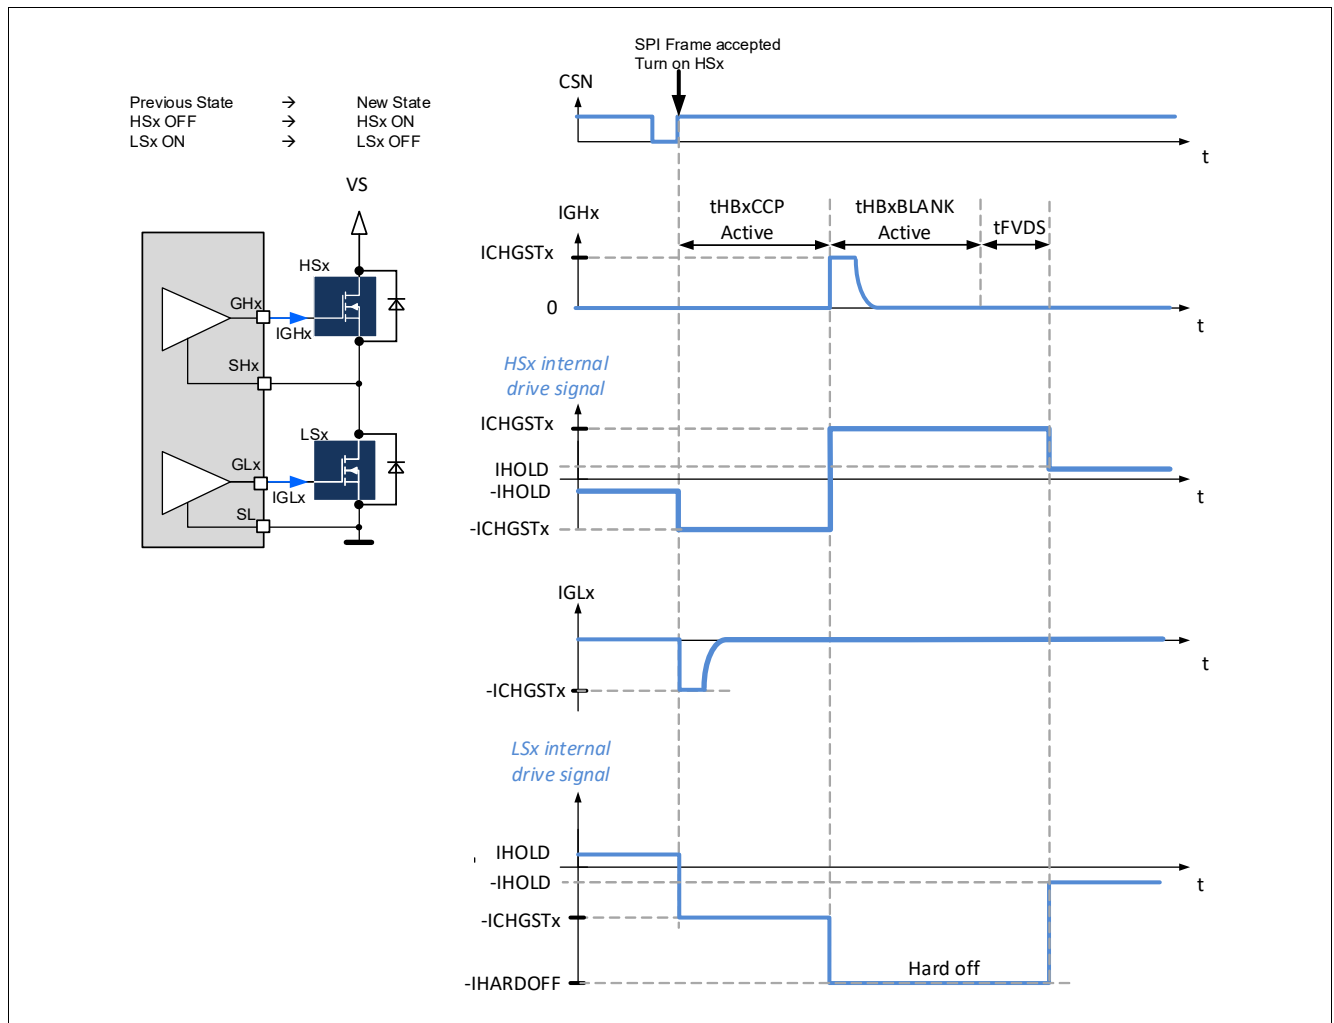 SPI Frame accepted
Turn on HSx
CSN
t
Previous State → New State
HSx OFF → HSx ON
LSx ON → LSx OFF
VS
HSx
GHx
IGHx
SHx
LSx
GLx
IGLx
SL
IGHx
tHBxCCP
Active
tHBxBLANK
Active
tFVDS
ICHGSTx
0
t
HSx internal
drive signal
ICHGSTx
IHOLD
-IHOLD
-ICHGSTx
t
IGLx
-ICHGSTx
t
LSx internal
drive signal
IHOLD
-IHOLD
-ICHGSTx
-IHARDOFF
Hard off
t